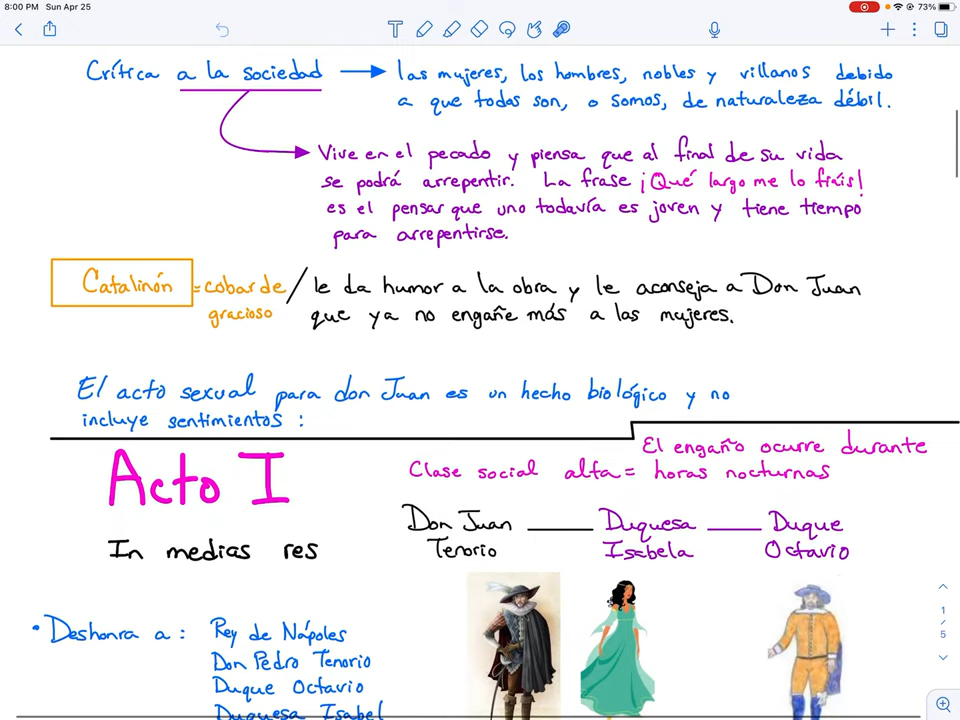 8:00 PM Sun Apr 25
73%
Crítica a la sociedad
las mujeres, los hombres, nobles y villanos debido
a que todos son, o somos, de naturaleza débil.
Vive en el pecado y piensa que al final de su vida
se podrá arrepentir. La frase ¡Qué largo me lo fiáis!
es el pensar que uno todavía es joven y tiene tiempo
para arrepentirse.
Catalinón = cobarde / le da humor a la obra y le aconseja a Don Juan
gracioso que ya no engañe más a las mujeres.
El acto sexual para don Juan es un hecho biológico y no
incluye sentimientos:
Acto I
In medias res
El engaño ocurre durante
Clase social alta = horas nocturnas
Don Juan Duquesa Duque
Tenorio Isabela Octavio
• Deshonra a: Rey de Nápoles
Don Pedro Tenorio
Duque Octavio
Duquesa Isabel
1
/
5